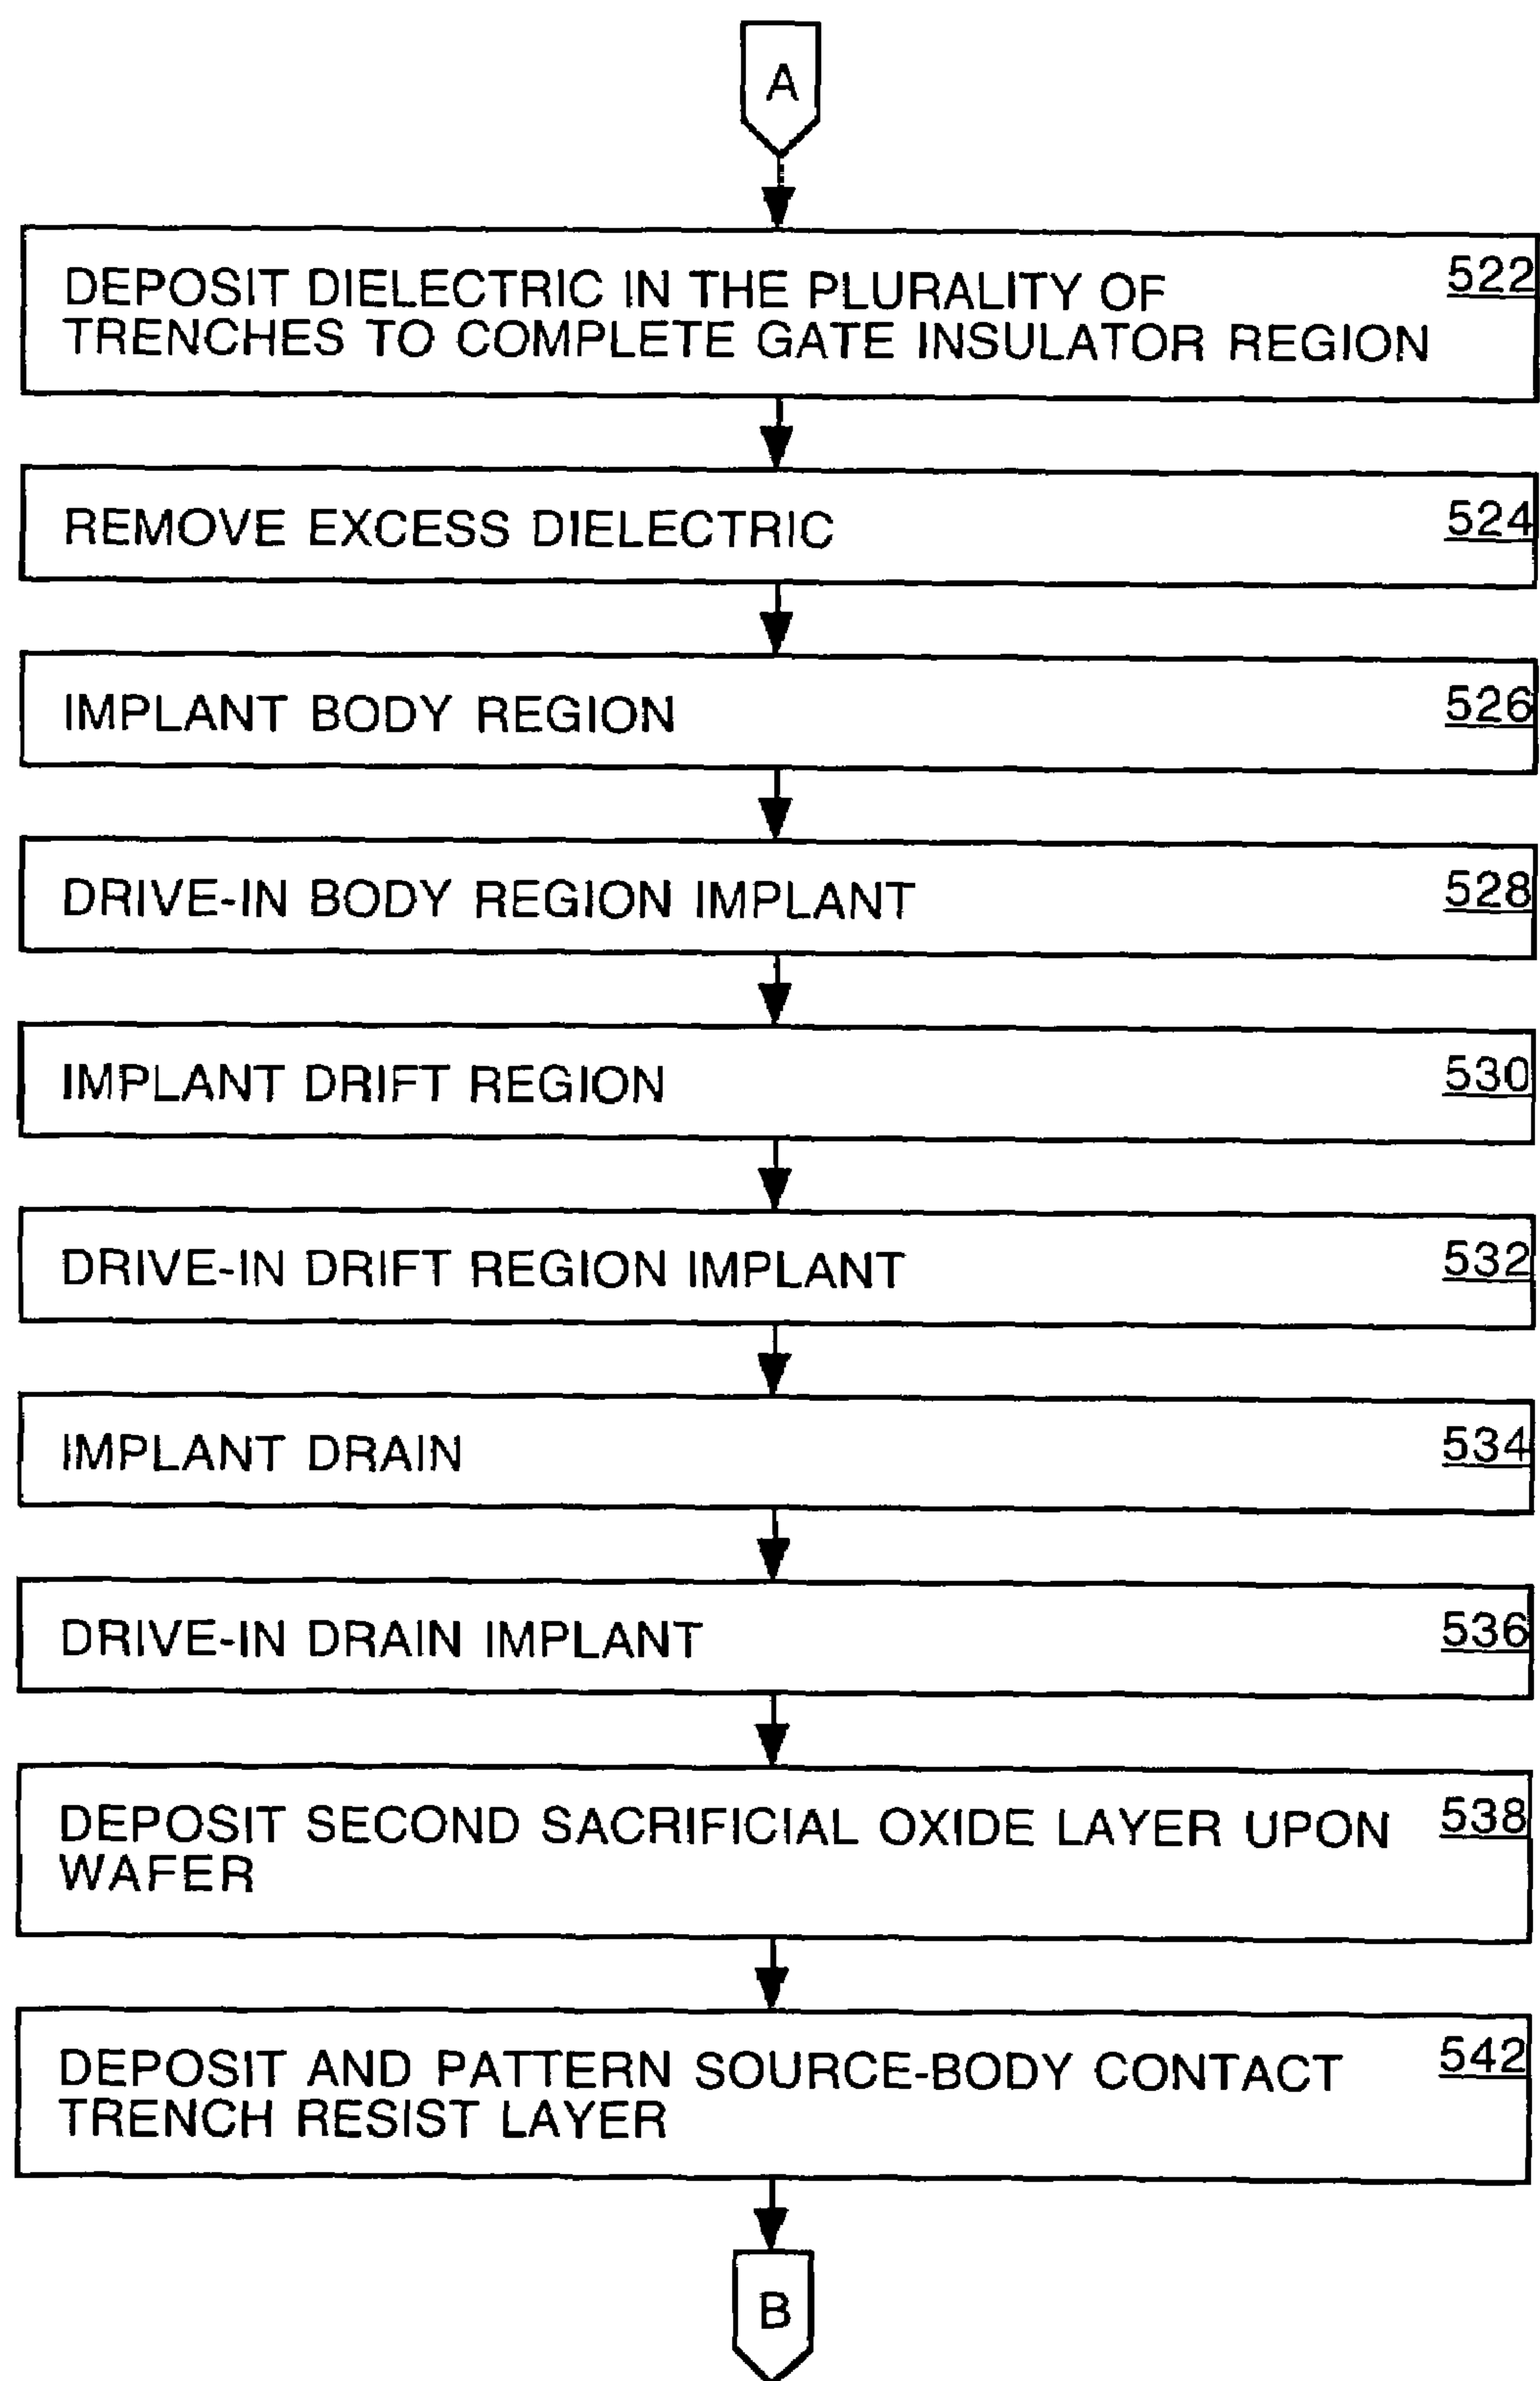 A
DEPOSIT DIELECTRIC IN THE PLURALITY OF 522
TRENCHES TO COMPLETE GATE INSULATOR REGION
REMOVE EXCESS DIELECTRIC 524
IMPLANT BODY REGION 526
DRIVE-IN BODY REGION IMPLANT 528
IMPLANT DRIFT REGION 530
DRIVE-IN DRIFT REGION IMPLANT 532
IMPLANT DRAIN 534
DRIVE-IN DRAIN IMPLANT 536
DEPOSIT SECOND SACRIFICIAL OXIDE LAYER UPON 538
WAFER
DEPOSIT AND PATTERN SOURCE-BODY CONTACT 542
TRENCH RESIST LAYER
B